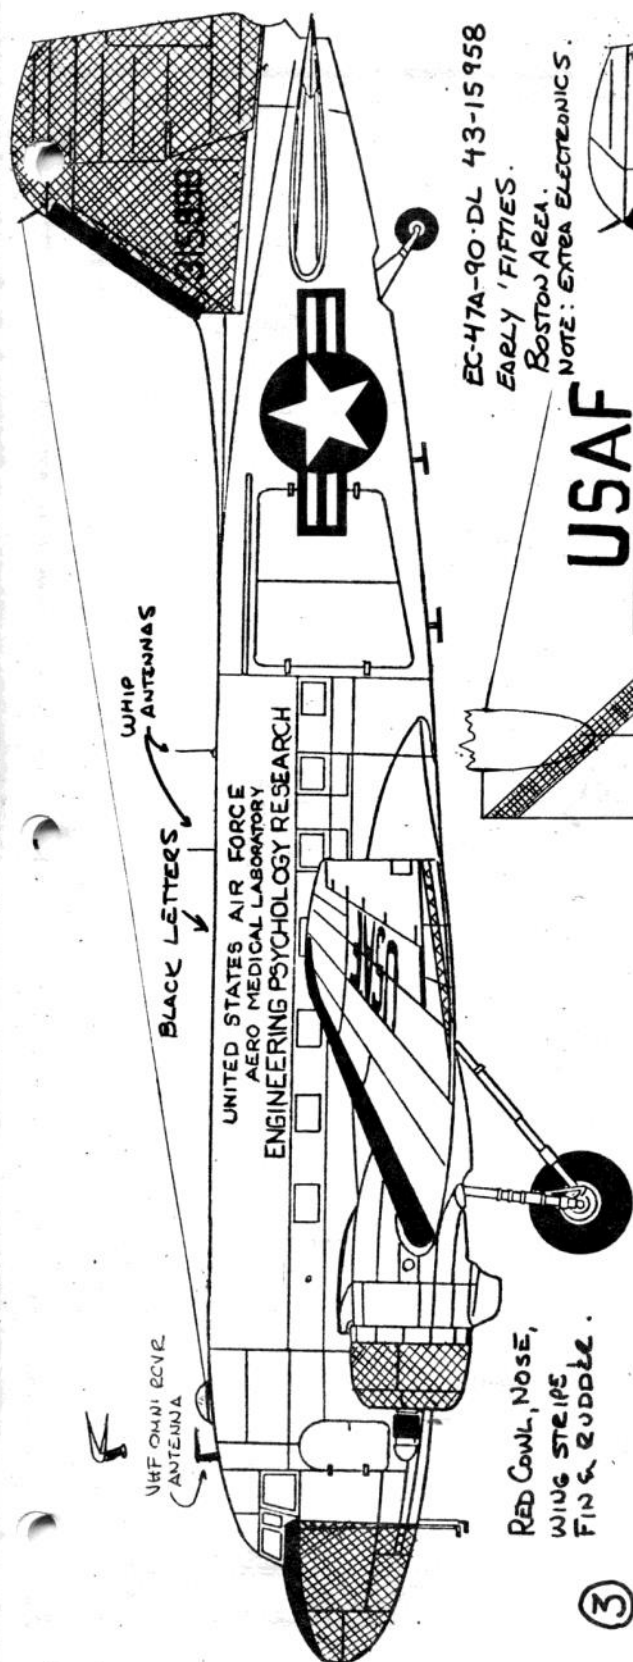 VHF OMNI RCVR
ANTENNA
BLACK LETTERS
WHIP
ANTENNAS
UNITED STATES AIR FORCE
AERO MEDICAL LABORATORY
ENGINEERING PSYCHOLOGY RESEARCH
RED COWL, NOSE,
WING STRIPE
FIN & RUDDER.
3
EC-47A-90-DL 43-15958
EARLY 'FIFTIES.
BOSTON AREA.
NOTE: EXTRA ELECTRONICS.
USAF